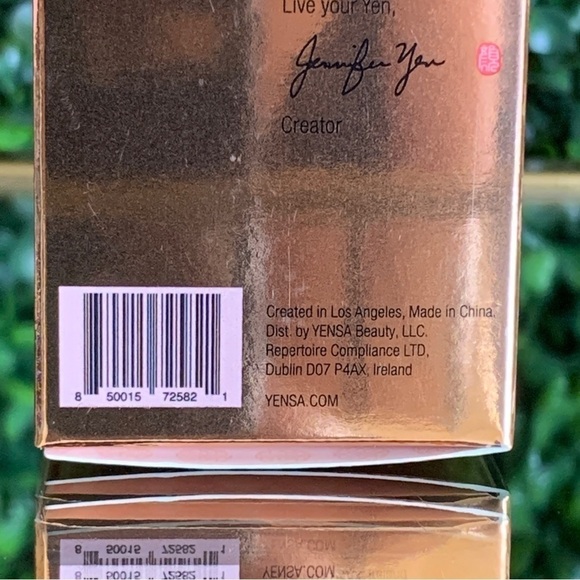 Live your Yen,
Jennifer Yen
Creator
Created in Los Angeles, Made in China.
Dist. by YENSA Beauty, LLC.
Repertoire Compliance LTD,
Dublin D07 P4AX, Ireland
YENSA.COM
8 50015 72582 1